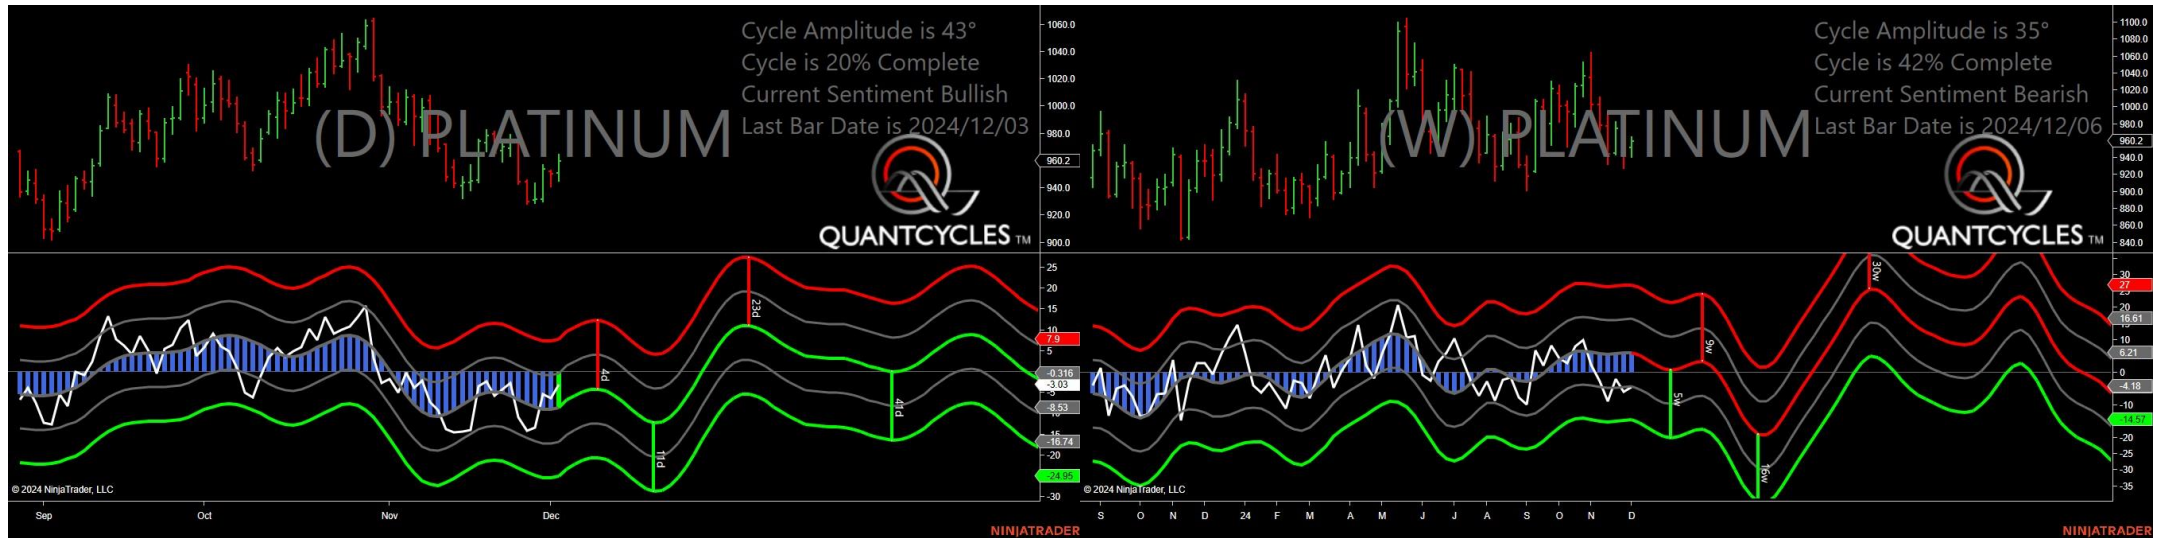 Cycle Amplitude is 43°
Cycle is 20% Complete
Current Sentiment Bullish
Last Bar Date is 2024/12/03
(D) PLATINUM
QUANTCYCLES TM
1060.0
1040.0
1020.0
1000.0
980.0
960.2
940.0
920.0
900.0
25
20
15
10
7.9
5
-0.316
-3.03
-5
-8.53
-15
-16.74
-20
-24.95
-30
4d
11d
23d
41d
© 2024 NinjaTrader, LLC
Sep Oct Nov Dec
NINJATRADER
Cycle Amplitude is 35°
Cycle is 42% Complete
Current Sentiment Bearish
Last Bar Date is 2024/12/06
(W) PLATINUM
QUANTCYCLES TM
1100.0
1080.0
1060.0
1040.0
1020.0
1000.0
980.0
960.2
940.0
920.0
900.0
880.0
860.0
840.0
30
27
20
16.61
10
6.21
0
-4.18
-10
-14.57
-20
-25
-30
-35
5w
9w
16w
30w
© 2024 NinjaTrader, LLC
S O N D 24 F M A M J J A S O N D
NINJATRADER